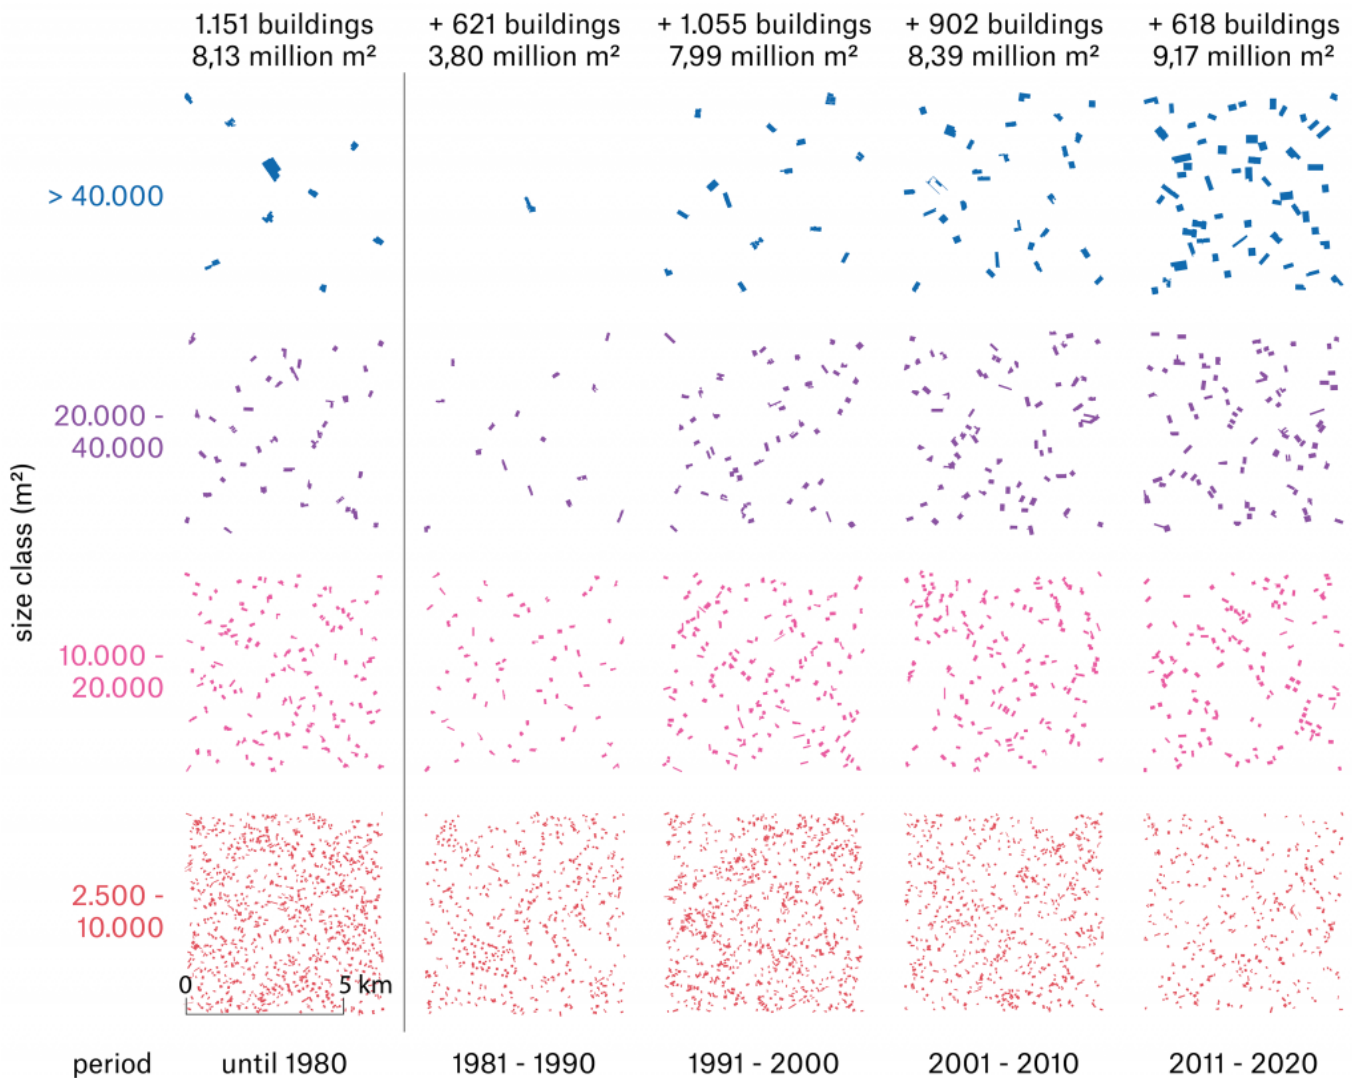 1.151 buildings
8,13 million m²
+ 621 buildings
3,80 million m²
+ 1.055 buildings
7,99 million m²
+ 902 buildings
8,39 million m²
+ 618 buildings
9,17 million m²
size class (m²)
> 40.000
20.000 -
40.000
10.000 -
20.000
2.500 -
10.000
0 5 km
period until 1980 1981 - 1990 1991 - 2000 2001 - 2010 2011 - 2020